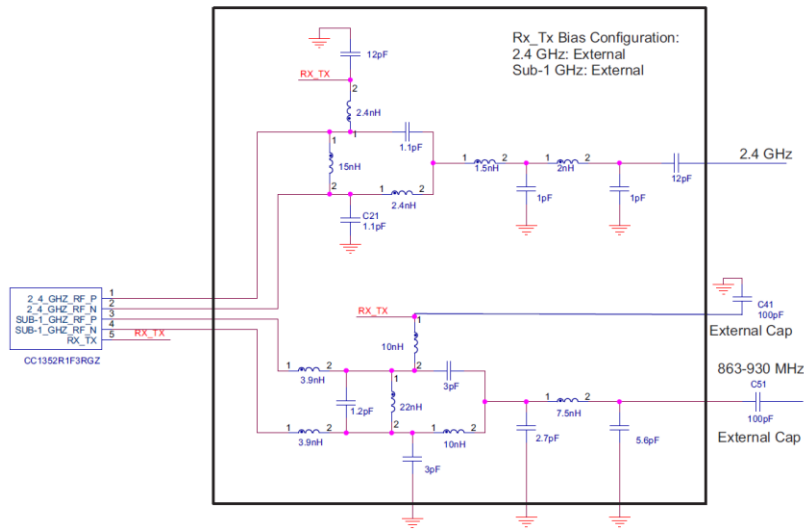 Rx_Tx Bias Configuration:
2.4 GHz: External
Sub-1 GHz: External
12pF
RX_TX
2
2.4nH
1
1.1pF
1
15nH
2
1 2
2.4nH
C21
1.1pF
1 2
1.5nH
1 2
2nH
1pF
1pF
12pF
2.4 GHz
2_4_GHZ_RF_P
2_4_GHZ_RF_N
SUB-1_GHZ_RF_P
SUB-1_GHZ_RF_N
RX_TX
1
2
3
4
5
RX_TX
CC1352R1F3RGZ
RX_TX
1
10nH
2
C41
100pF
External Cap
1 2
3.9nH
1.2pF
1
22nH
2
3pF
1 2
3.9nH
1 2
10nH
3pF
2.7pF
1 2
7.5nH
5.6pF
863-930 MHz
C51
100pF
External Cap